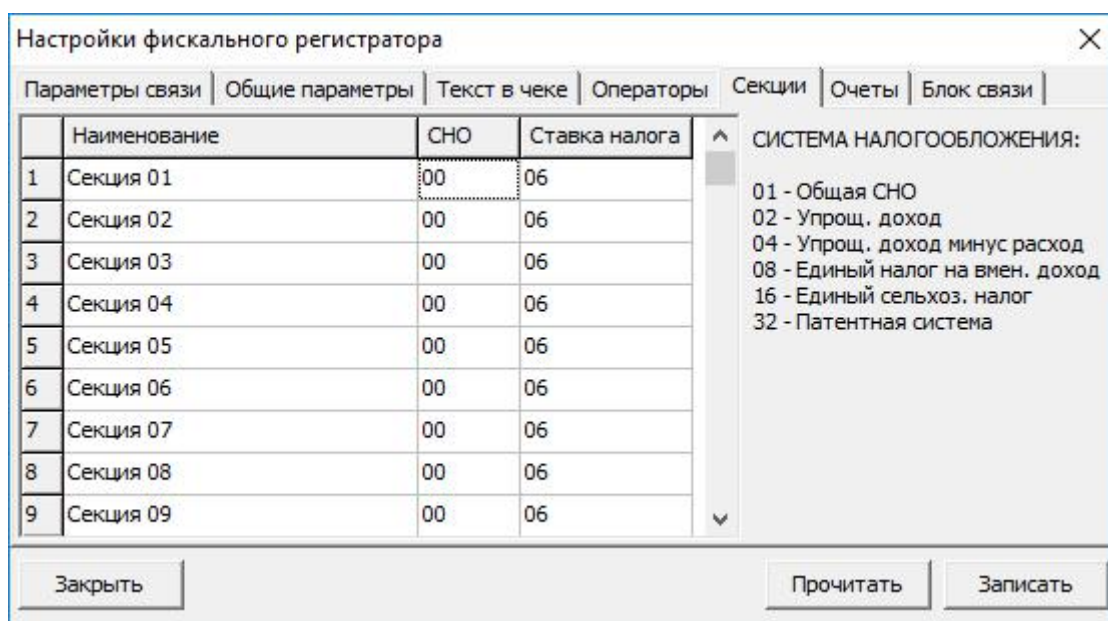 Настройки фискального регистратора
Параметры связи Общие параметры Текст в чеке Операторы Секции Очеты Блок связи
Наименование СНО Ставка налога
1 Секция 01 00 06
2 Секция 02 00 06
3 Секция 03 00 06
4 Секция 04 00 06
5 Секция 05 00 06
6 Секция 06 00 06
7 Секция 07 00 06
8 Секция 08 00 06
9 Секция 09 00 06
СИСТЕМА НАЛОГООБЛОЖЕНИЯ:
01 - Общая СНО
02 - Упрощ. доход
04 - Упрощ. доход минус расход
08 - Единый налог на вмен. доход
16 - Единый сельхоз. налог
32 - Патентная система
Закрыть Прочитать Записать